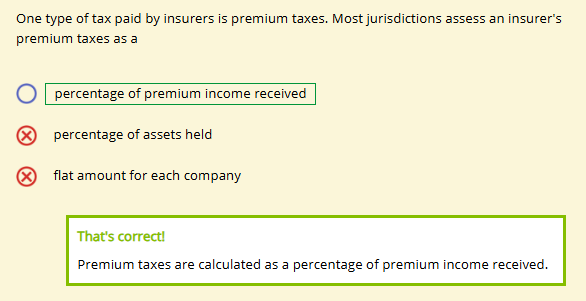 One type of tax paid by insurers is premium taxes. Most jurisdictions assess an insurer's
premium taxes as a
percentage of premium income received
percentage of assets held
flat amount for each company
That's correct!
Premium taxes are calculated as a percentage of premium income received.